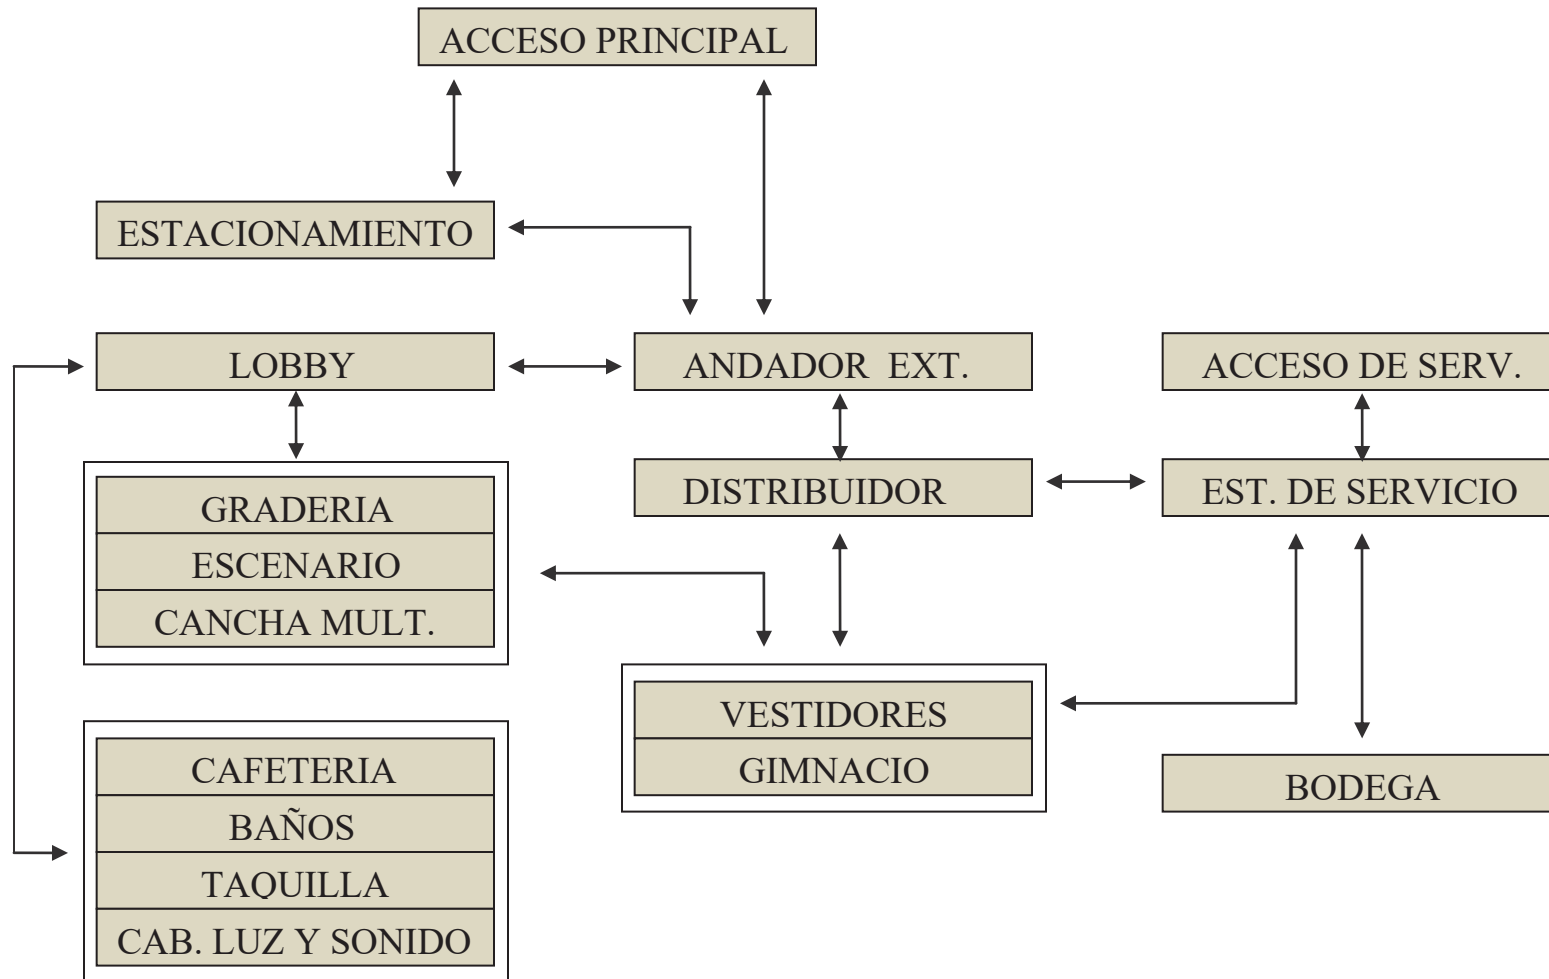 ACCESO PRINCIPAL
ESTACIONAMIENTO
LOBBY
ANDADOR EXT.
ACCESO DE SERV.
DISTRIBUIDOR
EST. DE SERVICIO
GRADERIA
ESCENARIO
CANCHA MULT.
VESTIDORES
GIMNACIO
BODEGA
CAFETERIA
BAÑOS
TAQUILLA
CAB. LUZ Y SONIDO